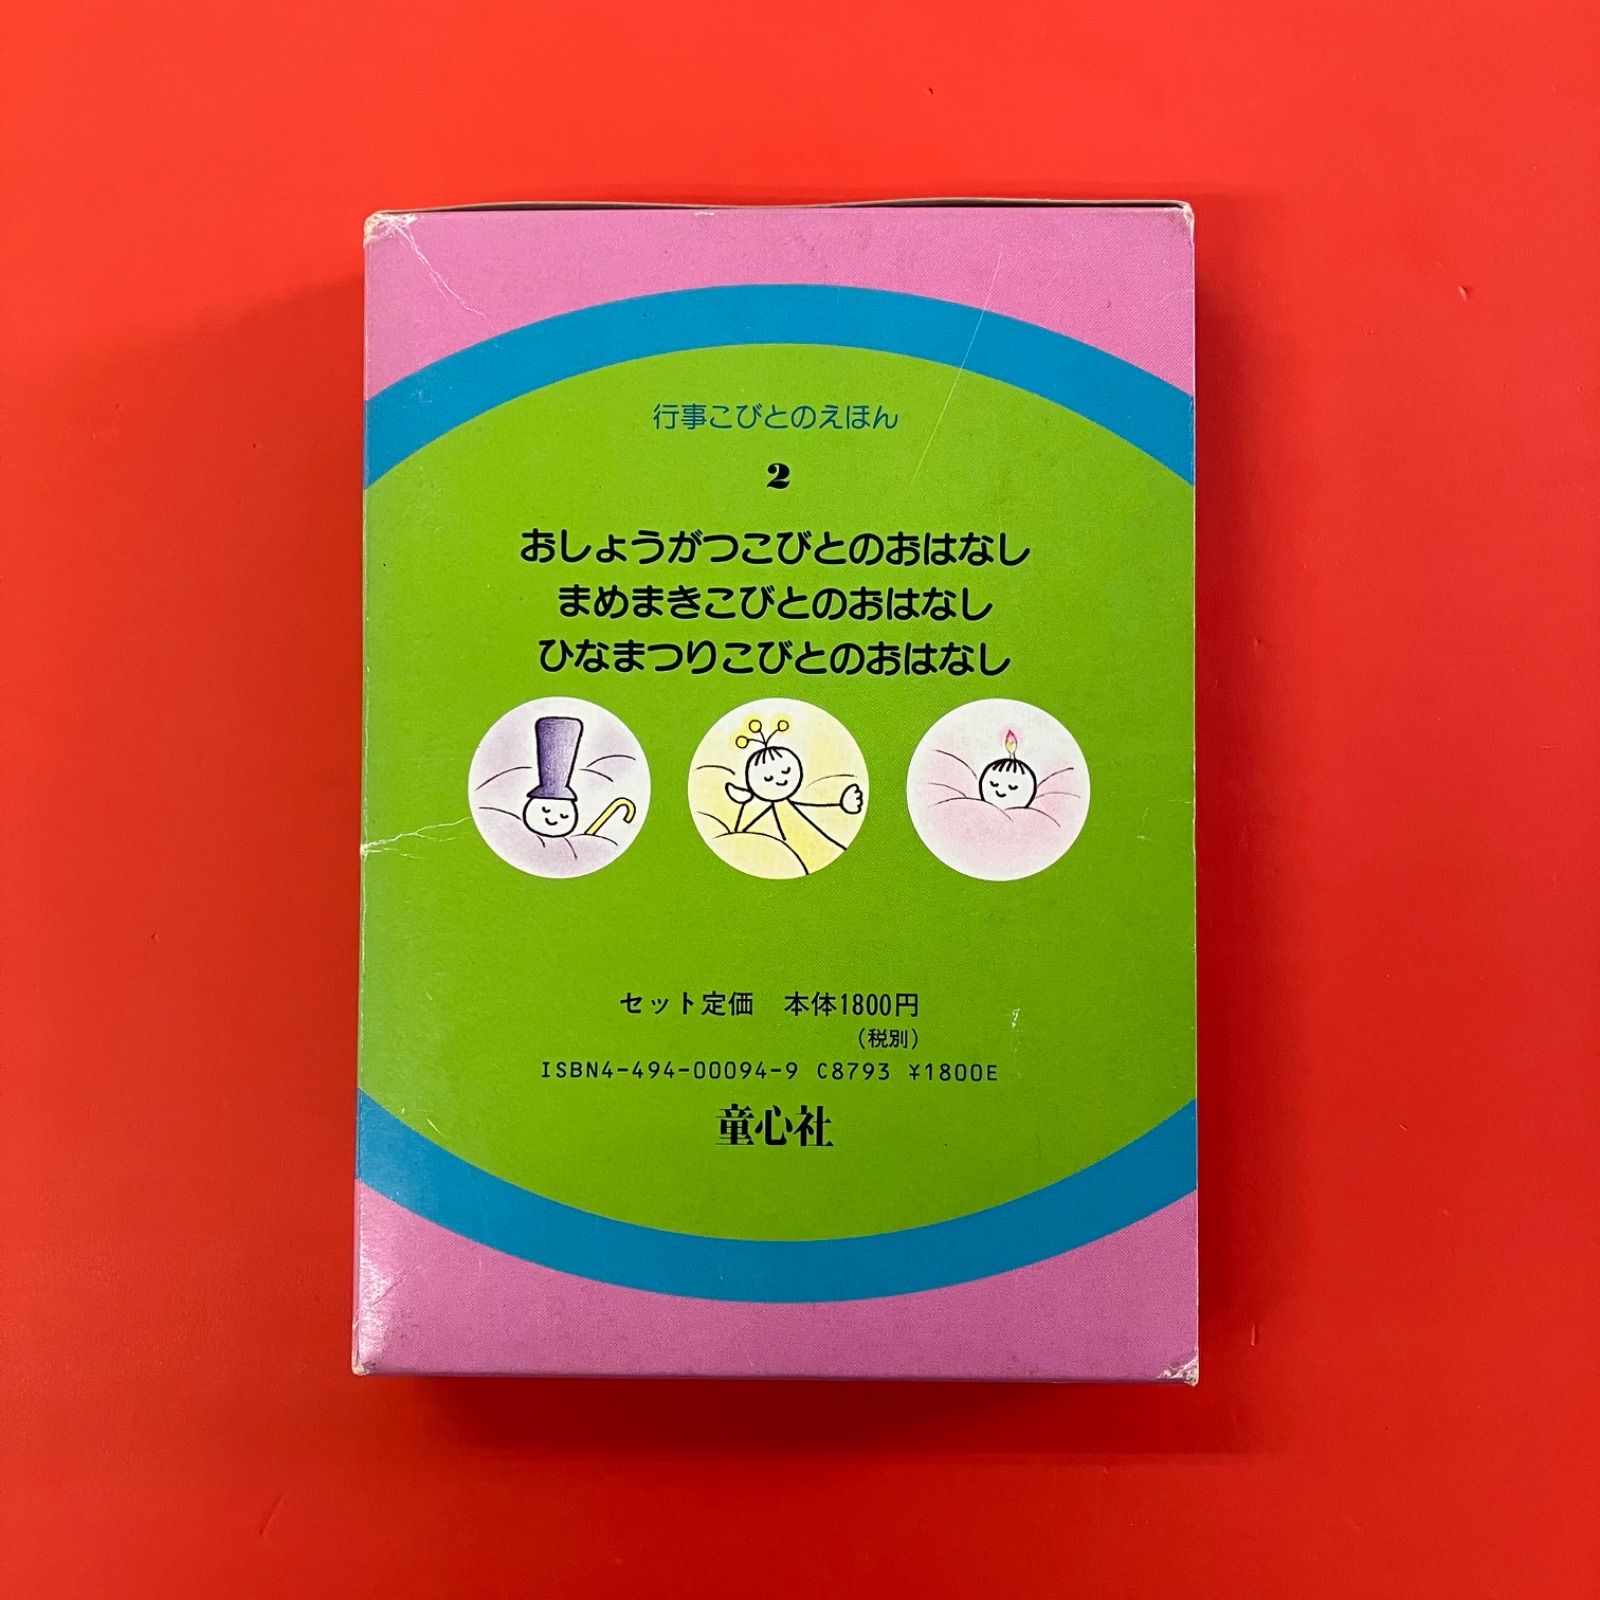 行事こびとのえほん
2
おしょうがつこびとのおはなし
まめまきこびとのおはなし
ひなまつりこびとのおはなし
セット定価　本体1800円
（税別）
ISBN4-494-00094-9 C8793 ¥1800E
童心社